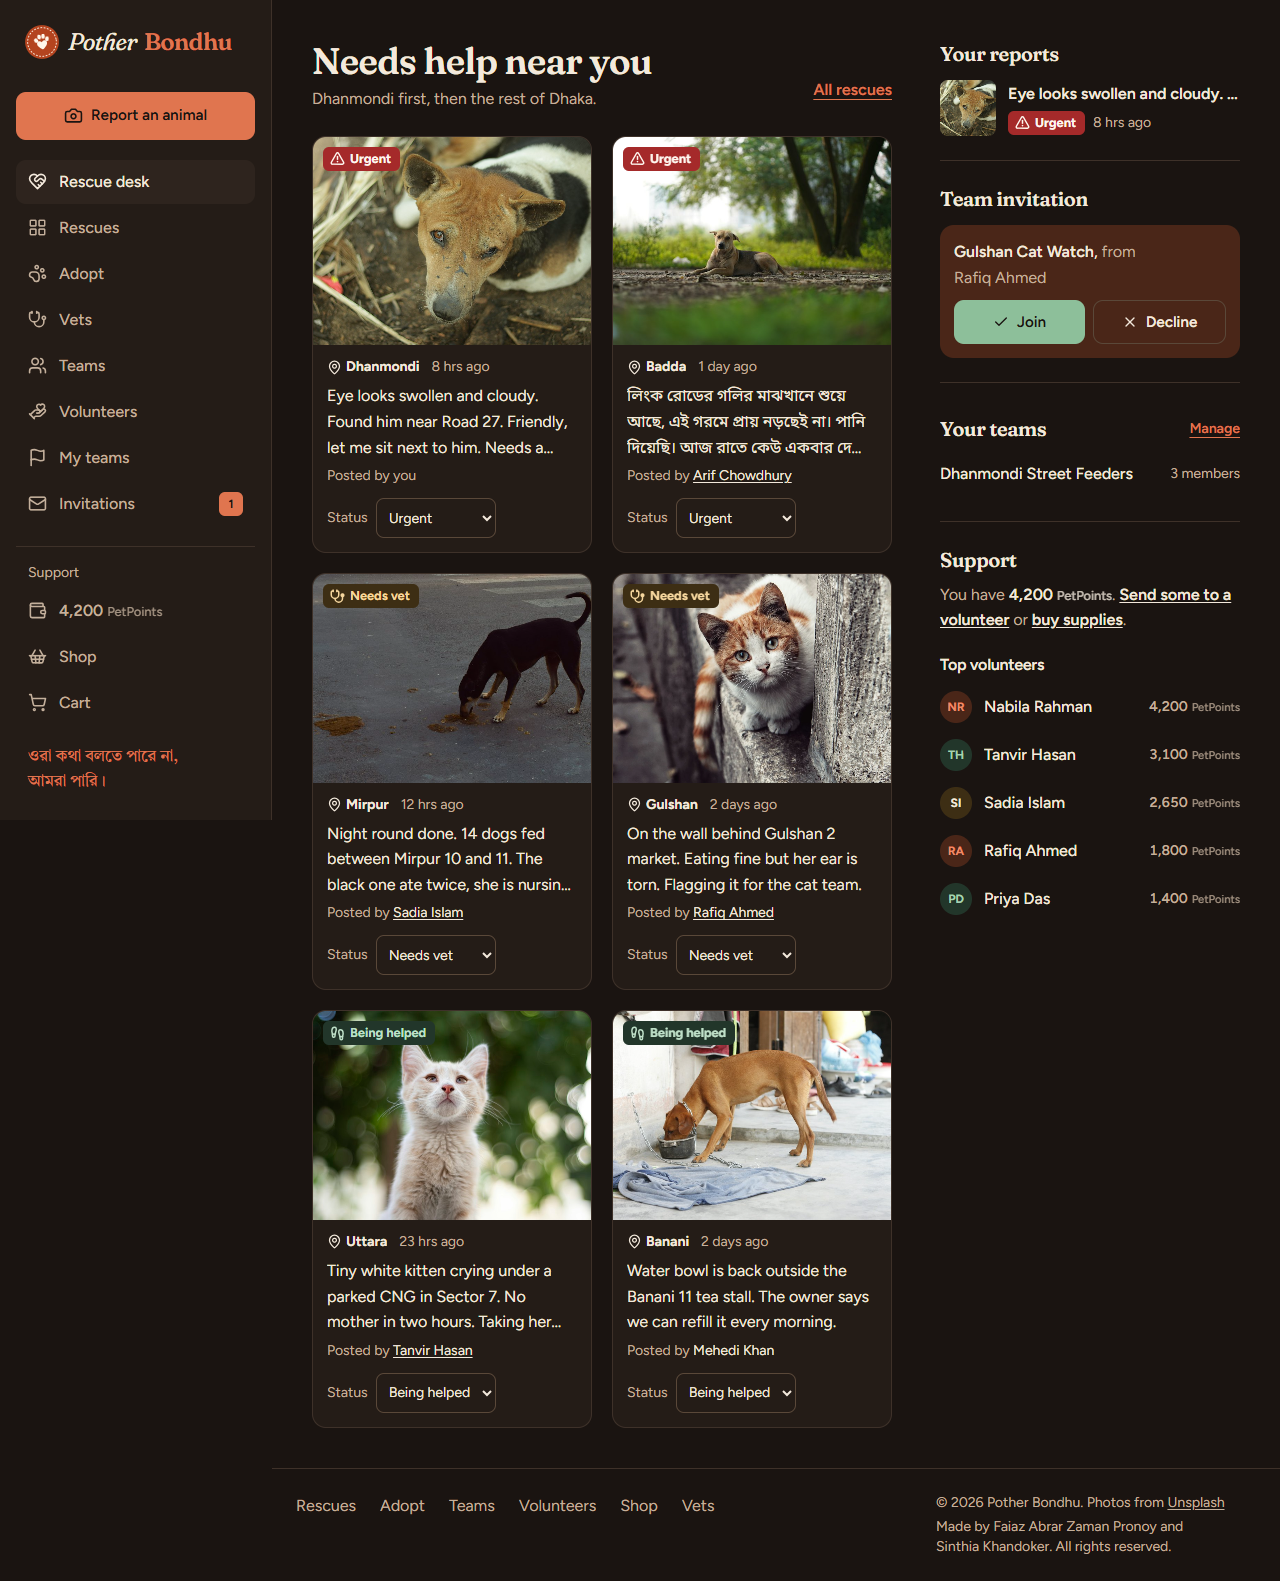 Pother Bondhu
Report an animal
Rescue desk
Rescues
Adopt
Vets
Teams
Volunteers
My teams
Invitations 1
Support
4,200 PetPoints
Shop
Cart
ওরা কথা বলতে পারে না,
আমরা পারি।
Needs help near you
Dhanmondi first, then the rest of Dhaka.
All rescues
Urgent
Dhanmondi 8 hrs ago
Eye looks swollen and cloudy.
Found him near Road 27. Friendly,
let me sit next to him. Needs a...
Posted by you
Status Urgent
Urgent
Badda 1 day ago
লিংক রোডের গলির মাঝখানে শুয়ে
আছে, এই গরমে প্রায় নড়ছেই না। পানি
দিয়েছি। আজ রাতে কেউ একবার দে...
Posted by Arif Chowdhury
Status Urgent
Needs vet
Mirpur 12 hrs ago
Night round done. 14 dogs fed
between Mirpur 10 and 11. The
black one ate twice, she is nursin...
Posted by Sadia Islam
Status Needs vet
Needs vet
Gulshan 2 days ago
On the wall behind Gulshan 2
market. Eating fine but her ear is
torn. Flagging it for the cat team.
Posted by Rafiq Ahmed
Status Needs vet
Being helped
Uttara 23 hrs ago
Tiny white kitten crying under a
parked CNG in Sector 7. No
mother in two hours. Taking her...
Posted by Tanvir Hasan
Status Being helped
Being helped
Banani 2 days ago
Water bowl is back outside the
Banani 11 tea stall. The owner says
we can refill it every morning.
Posted by Mehedi Khan
Status Being helped
Your reports
Eye looks swollen and cloudy. ...
Urgent 8 hrs ago
Team invitation
Gulshan Cat Watch, from
Rafiq Ahmed
Join
Decline
Your teams
Manage
Dhanmondi Street Feeders 3 members
Support
You have 4,200 PetPoints. Send some to a
volunteer or buy supplies.
Top volunteers
NR Nabila Rahman 4,200 PetPoints
TH Tanvir Hasan 3,100 PetPoints
SI Sadia Islam 2,650 PetPoints
RA Rafiq Ahmed 1,800 PetPoints
PD Priya Das 1,400 PetPoints
Rescues Adopt Teams Volunteers Shop Vets
© 2026 Pother Bondhu. Photos from Unsplash
Made by Faiaz Abrar Zaman Pronoy and
Sinthia Khandoker. All rights reserved.